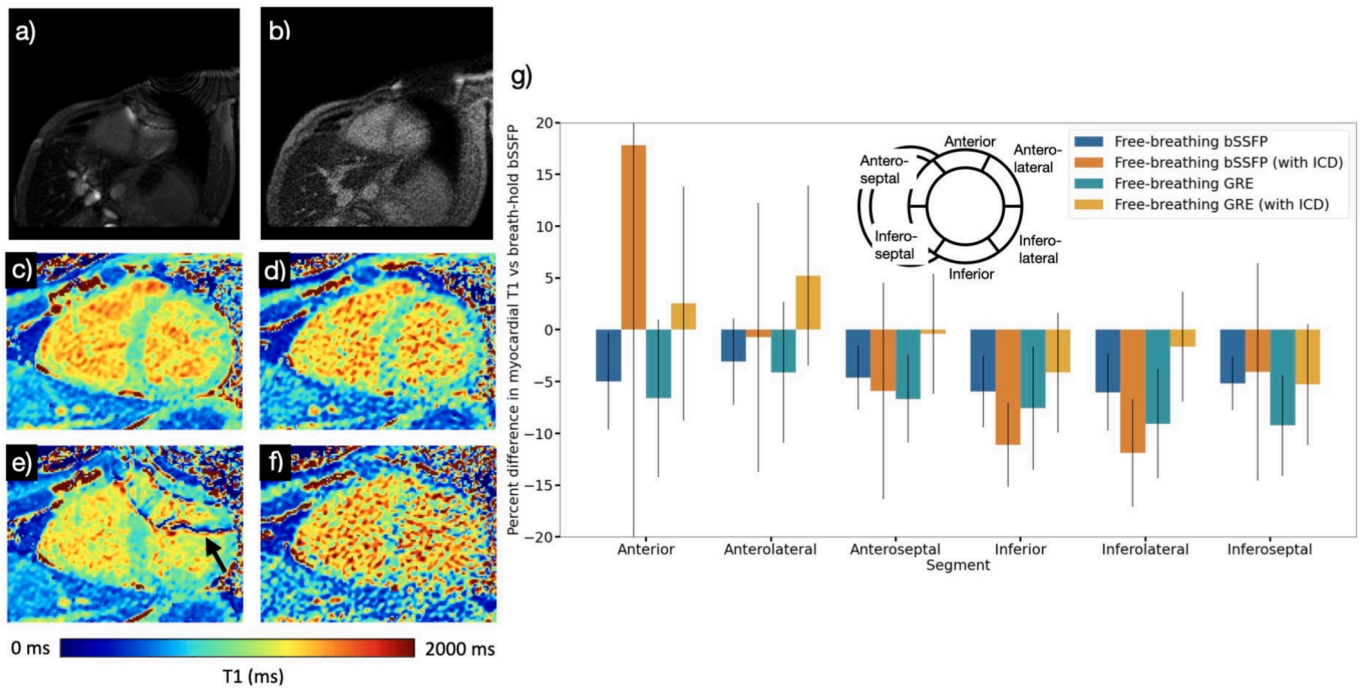 a)
b)
c)
d)
e)
f)
0 ms
2000 ms
T1 (ms)
g)
Percent difference in myocardial T1 vs breath-hold bSSFP
20
15
10
5
0
−5
−10
−15
−20
Anterior
Antero-
septal
Antero-
lateral
Infero-
septal
Infero-
lateral
Inferior
Free-breathing bSSFP
Free-breathing bSSFP (with ICD)
Free-breathing GRE
Free-breathing GRE (with ICD)
Anterior
Anterolateral
Anteroseptal
Inferior
Inferolateral
Inferoseptal
Segment